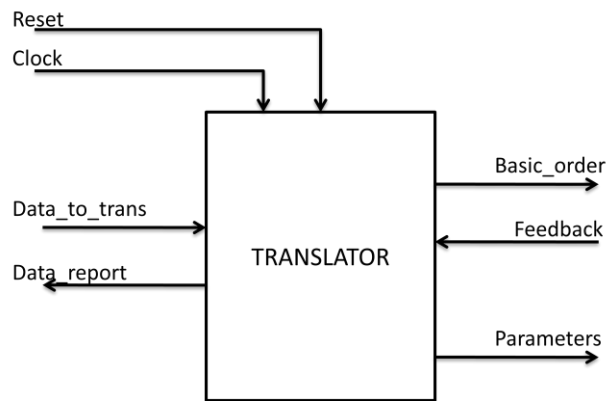 Reset
Clock
Basic_order
Data_to_trans
Feedback
TRANSLATOR
Data_report
Parameters